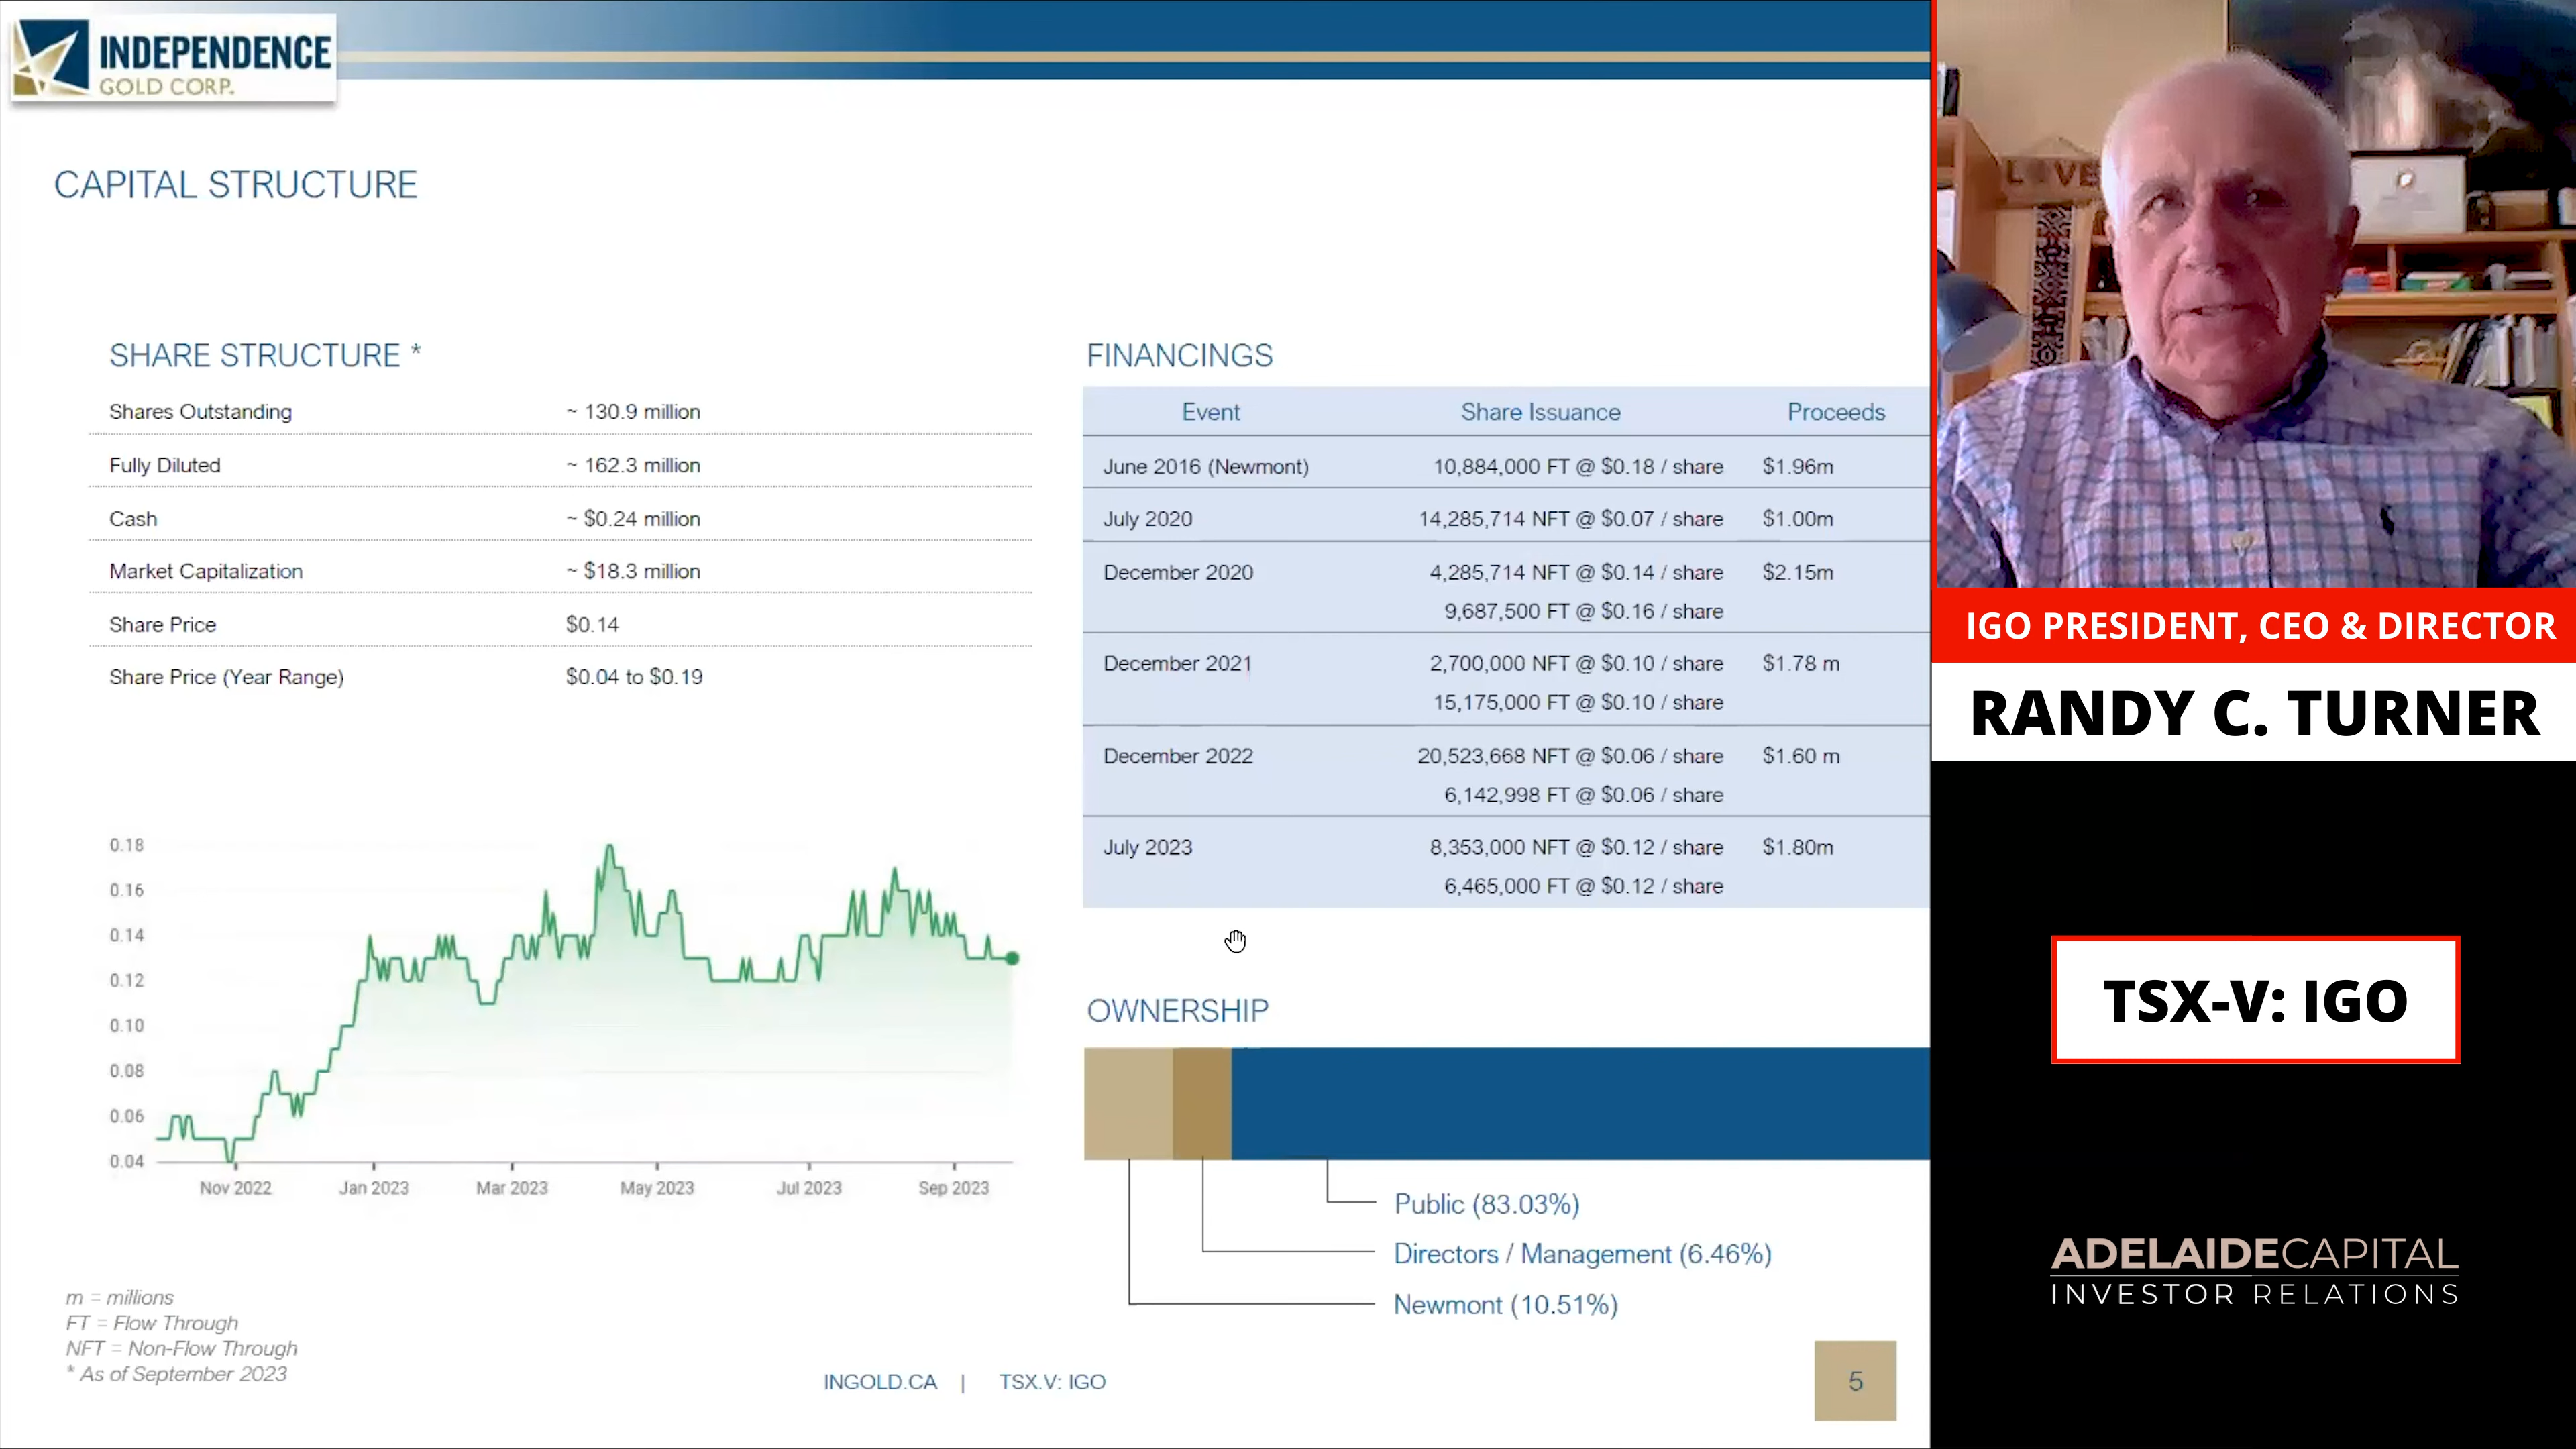 INDEPENDENCE
GOLD CORP.
CAPITAL STRUCTURE
SHARE STRUCTURE *
Shares Outstanding ~ 130.9 million
Fully Diluted ~ 162.3 million
Cash ~ $0.24 million
Market Capitalization ~ $18.3 million
Share Price $0.14
Share Price (Year Range) $0.04 to $0.19
0.18
0.16
0.14
0.12
0.10
0.08
0.06
0.04
Nov 2022 Jan 2023 Mar 2023 May 2023 Jul 2023 Sep 2023
m = millions
FT = Flow Through
NFT = Non-Flow Through
* As of September 2023
FINANCINGS
Event Share Issuance Proceeds
June 2016 (Newmont) 10,884,000 FT @ $0.18 / share $1.96m
July 2020 14,285,714 NFT @ $0.07 / share $1.00m
December 2020 4,285,714 NFT @ $0.14 / share $2.15m
9,687,500 FT @ $0.16 / share
December 2021 2,700,000 NFT @ $0.10 / share $1.78 m
15,175,000 FT @ $0.10 / share
December 2022 20,523,668 NFT @ $0.06 / share $1.60 m
6,142,998 FT @ $0.06 / share
July 2023 8,353,000 NFT @ $0.12 / share $1.80m
6,465,000 FT @ $0.12 / share
OWNERSHIP
Public (83.03%)
Directors / Management (6.46%)
Newmont (10.51%)
INGOLD.CA | TSX.V: IGO
5
LOVE
IGO PRESIDENT, CEO & DIRECTOR
RANDY C. TURNER
TSX-V: IGO
ADELAIDECAPITAL
INVESTOR RELATIONS